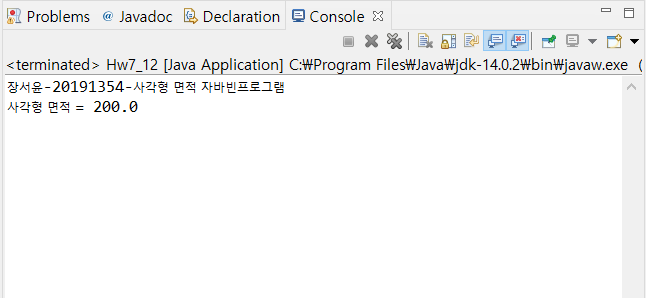 Problems @ Javadoc Declaration Console
<terminated> Hw7_12 [Java Application] C:₩Program Files₩Java₩jdk-14.0.2₩bin₩javaw.exe (
장서윤-20191354-사각형 면적 자바빈프로그램
사각형 면적 = 200.0